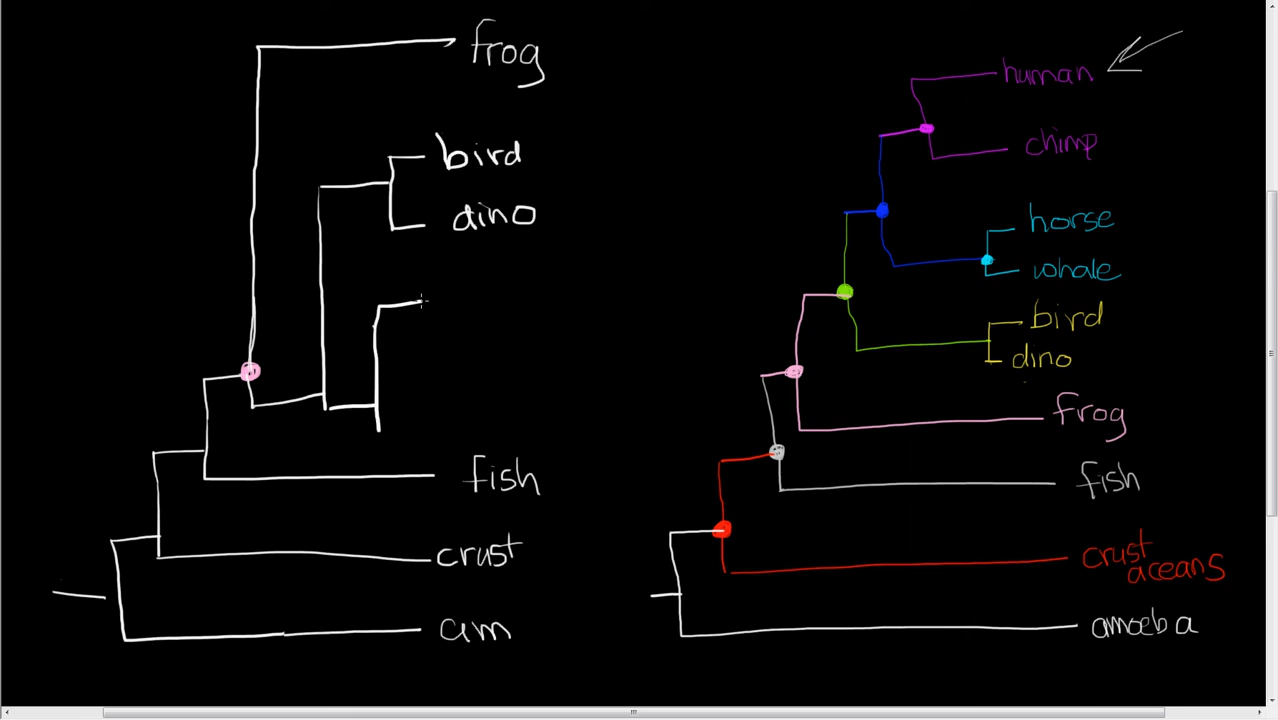 frog
bird
dino
fish
crust
am
human
chimp
horse
whale
bird
dino
frog
fish
crust
aceans
amoeba